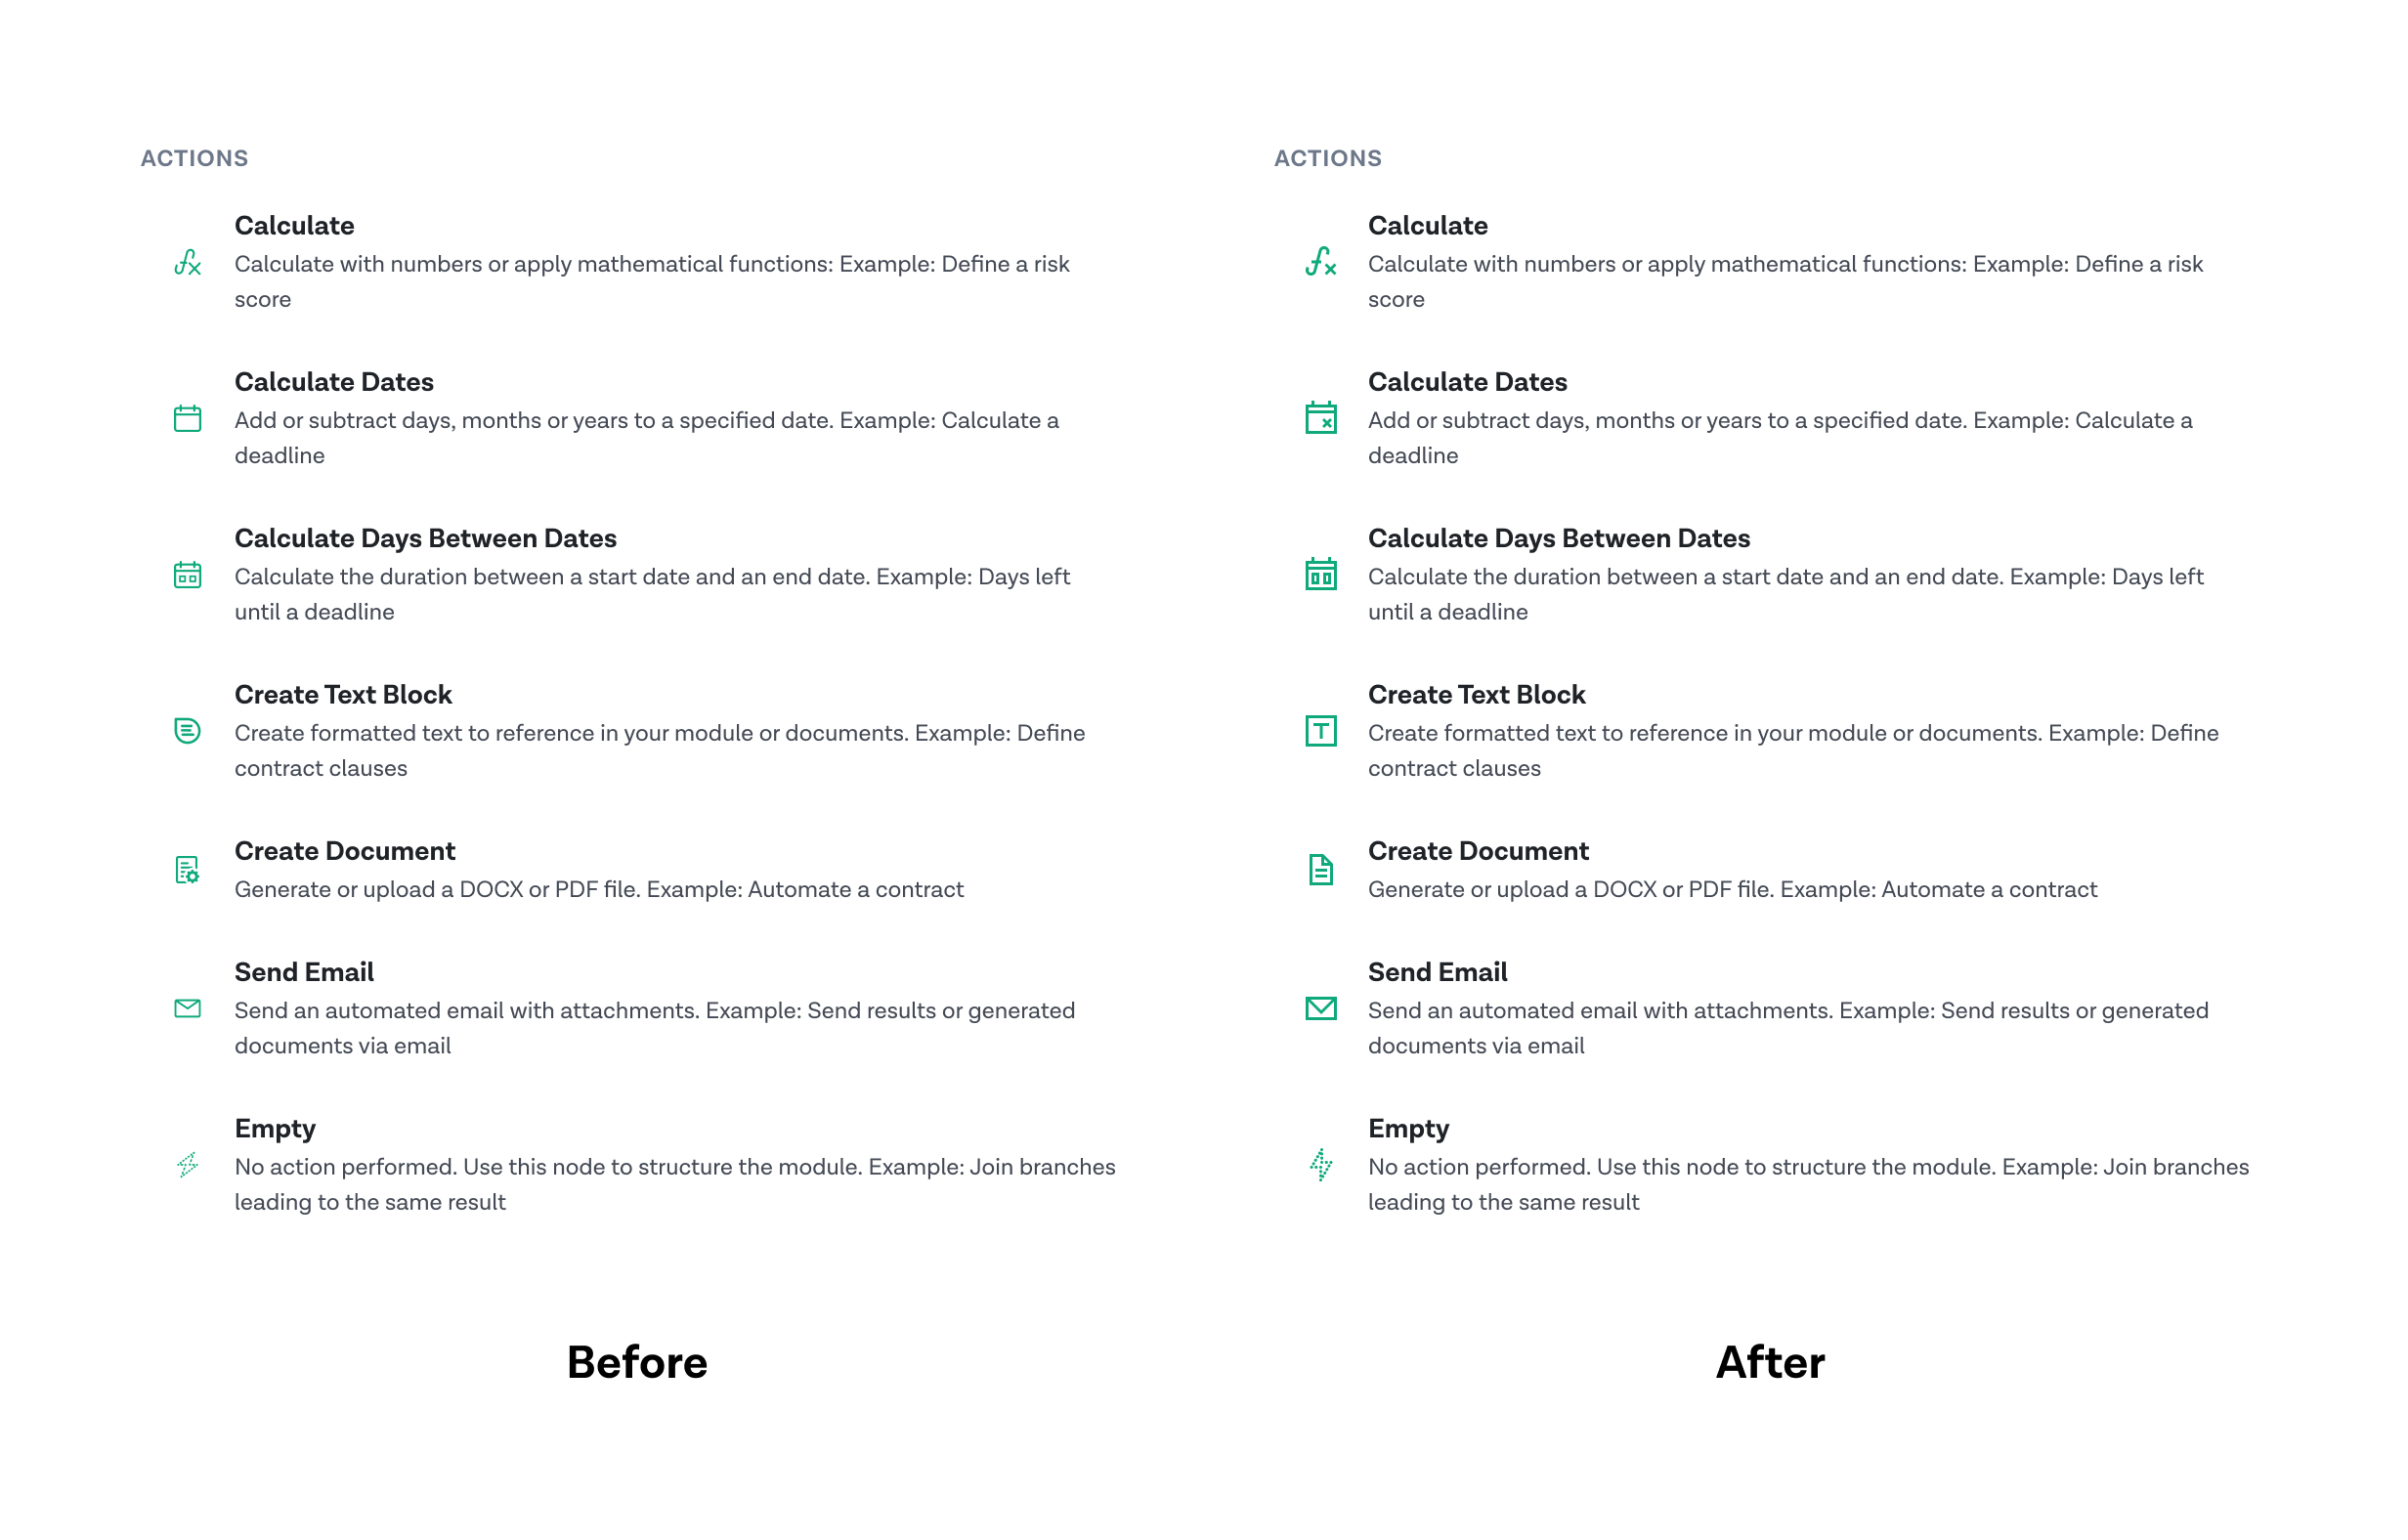 ACTIONS
Calculate
Calculate with numbers or apply mathematical functions: Example: Define a risk
score
Calculate Dates
Add or subtract days, months or years to a specified date. Example: Calculate a
deadline
Calculate Days Between Dates
Calculate the duration between a start date and an end date. Example: Days left
until a deadline
Create Text Block
Create formatted text to reference in your module or documents. Example: Define
contract clauses
Create Document
Generate or upload a DOCX or PDF file. Example: Automate a contract
Send Email
Send an automated email with attachments. Example: Send results or generated
documents via email
Empty
No action performed. Use this node to structure the module. Example: Join branches
leading to the same result
Before
ACTIONS
Calculate
Calculate with numbers or apply mathematical functions: Example: Define a risk
score
Calculate Dates
Add or subtract days, months or years to a specified date. Example: Calculate a
deadline
Calculate Days Between Dates
Calculate the duration between a start date and an end date. Example: Days left
until a deadline
Create Text Block
Create formatted text to reference in your module or documents. Example: Define
contract clauses
Create Document
Generate or upload a DOCX or PDF file. Example: Automate a contract
Send Email
Send an automated email with attachments. Example: Send results or generated
documents via email
Empty
No action performed. Use this node to structure the module. Example: Join branches
leading to the same result
After